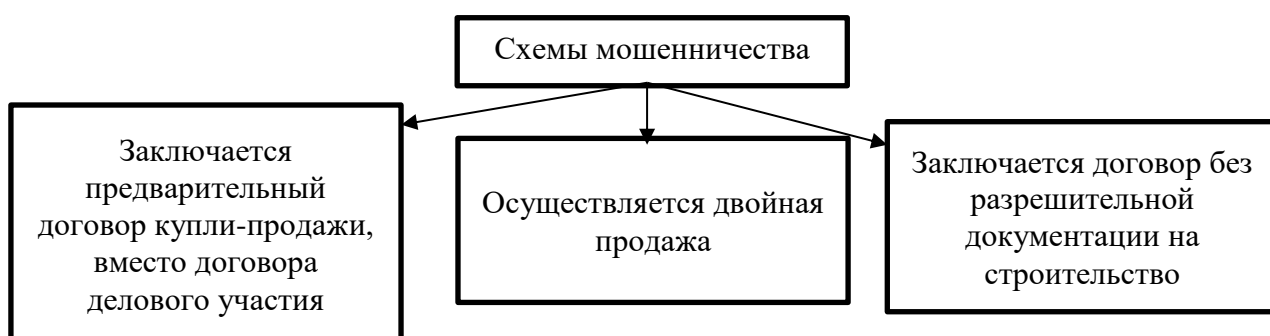 Схемы мошенничества
Заключается
предварительный
договор купли-продажи,
вместо договора
делового участия
Осуществляется двойная
продажа
Заключается договор без
разрешительной
документации на
строительство